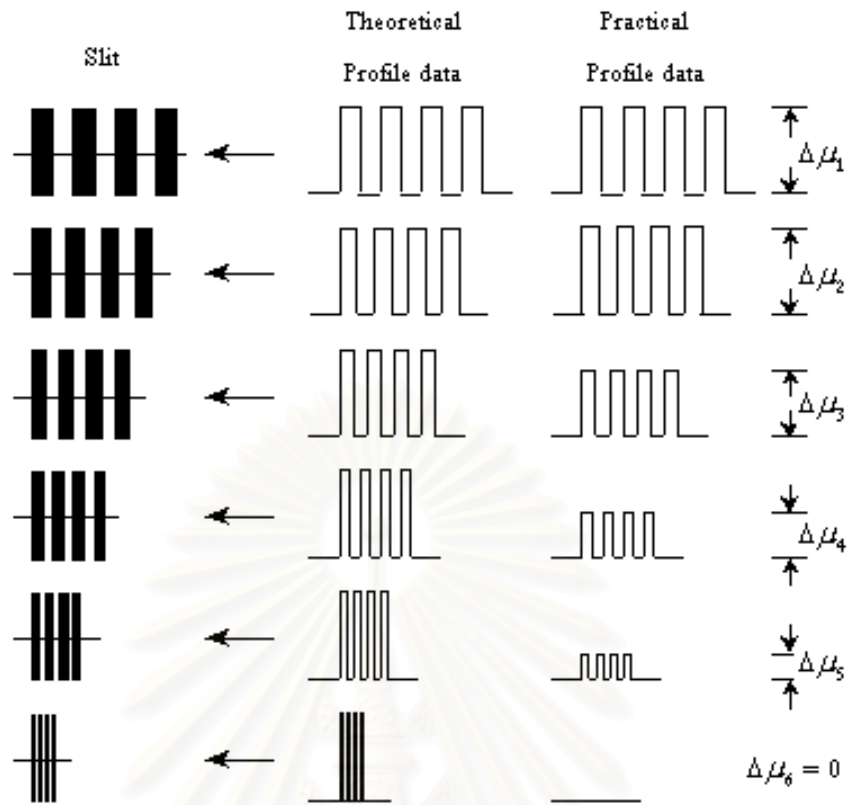 Theoretical Practical
Slit
Profile data Profile data
Δμ₁
Δμ₂
Δμ₃
Δμ₄
Δμ₅
Δμ₆ = 0